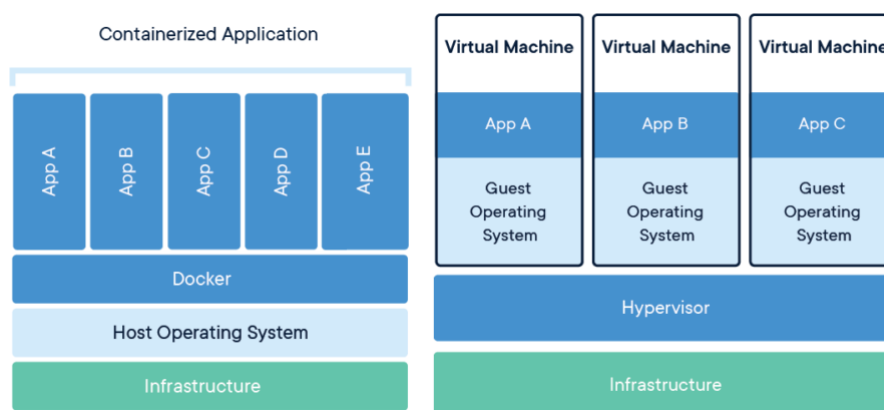 Containerized Application
App A
App B
App C
App D
App E
Docker
Host Operating System
Infrastructure
Virtual Machine
App A
Guest
Operating
System
Virtual Machine
App B
Guest
Operating
System
Virtual Machine
App C
Guest
Operating
System
Hypervisor
Infrastructure